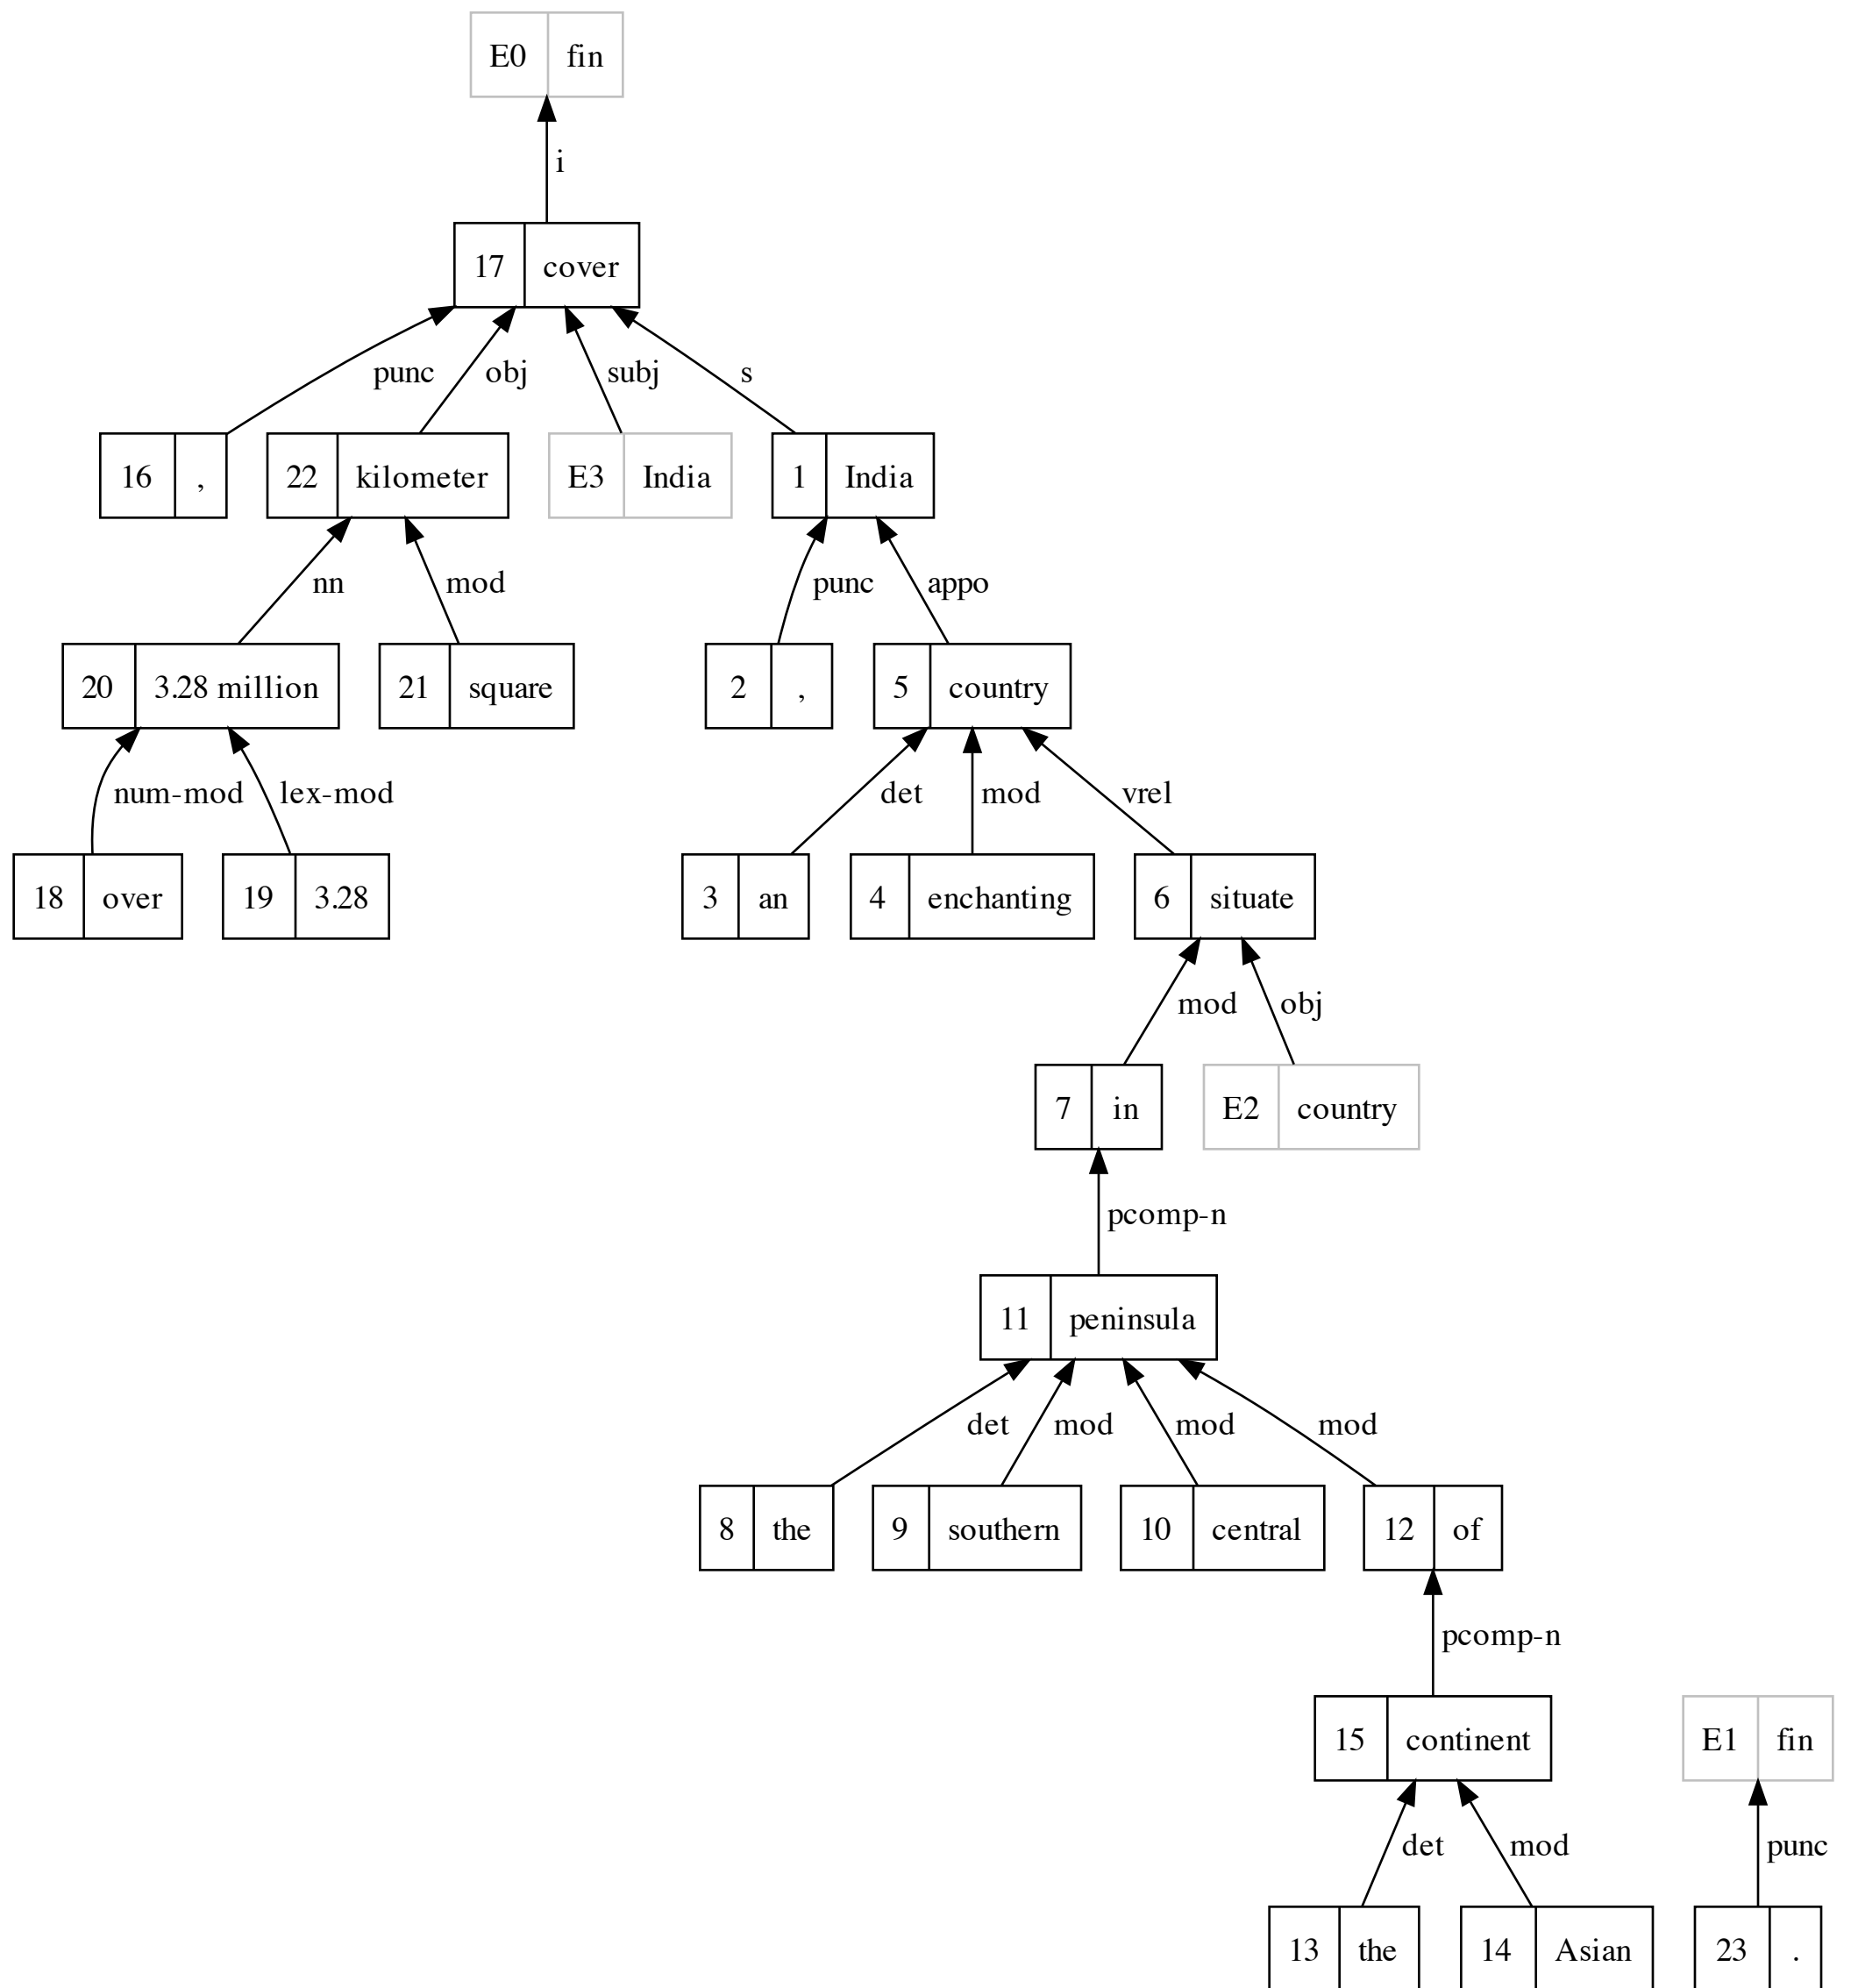 E0 fin
i
17 cover
punc obj subj s
16 , 22 kilometer E3 India 1 India
nn mod punc appo
20 3.28 million 21 square 2 , 5 country
num-mod lex-mod det mod vrel
18 over 19 3.28 3 an 4 enchanting 6 situate
mod obj
7 in E2 country
pcomp-n
11 peninsula
det mod mod mod
8 the 9 southern 10 central 12 of
pcomp-n
15 continent E1 fin
det mod punc
13 the 14 Asian 23 .